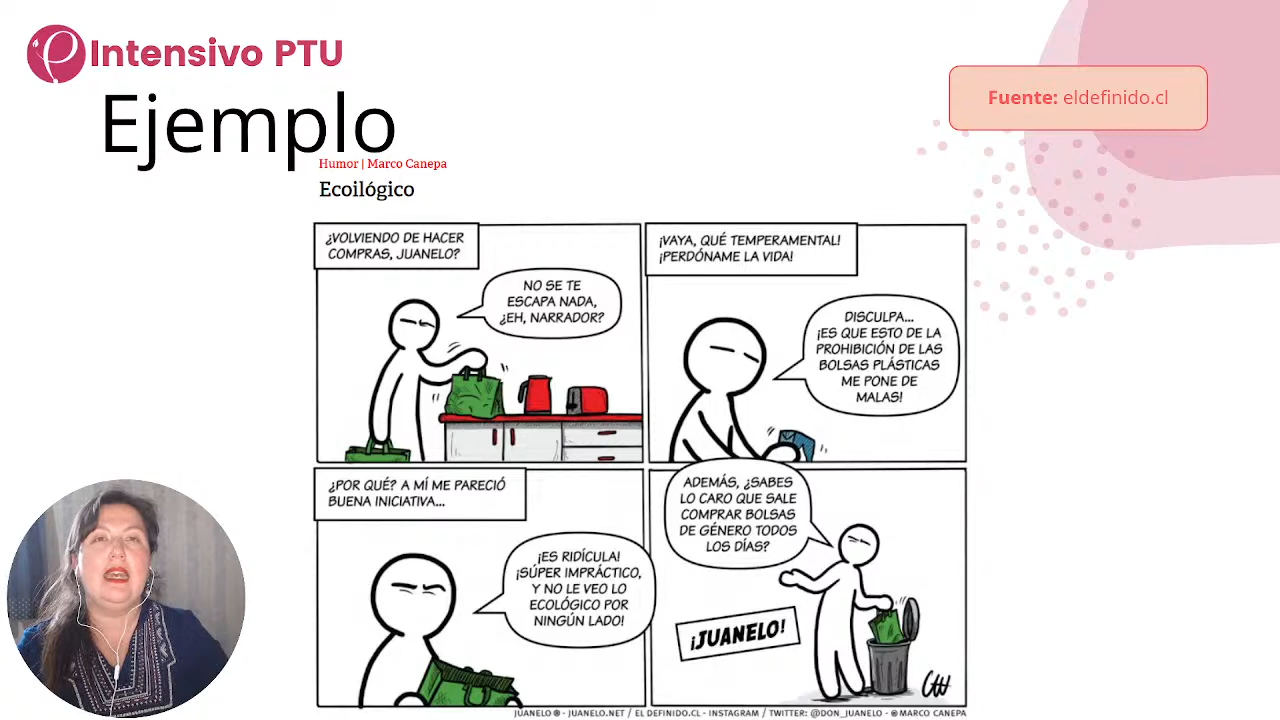 Intensivo PTU
Ejemplo
Fuente: eldefinido.cl
Humor | Marco Canepa
Ecoilógico
¿VOLVIENDO DE HACER
COMPRAS, JUANELO?
NO SE TE
ESCAPA NADA,
¿EH, NARRADOR?
¡VAYA, QUÉ TEMPERAMENTAL!
¡PERDÓNAME LA VIDA!
DISCULPA...
¡ES QUE ESTO DE LA
PROHIBICIÓN DE LAS
BOLSAS PLÁSTICAS
ME PONE DE
MALAS!
¿POR QUÉ? A MÍ ME PARECIÓ
BUENA INICIATIVA...
¡ES RIDÍCULA!
¡SÚPER IMPRÁCTICO,
Y NO LE VEO LO
ECOLÓGICO POR
NINGÚN LADO!
ADEMÁS, ¿SABES
LO CARO QUE SALE
COMPRAR BOLSAS
DE GÉNERO TODOS
LOS DÍAS?
¡JUANELO!
JUANELO ® - JUANELO.NET / EL DEFINIDO.CL - INSTAGRAM / TWITTER: @DON_JUANELO - © MARCO CANEPA